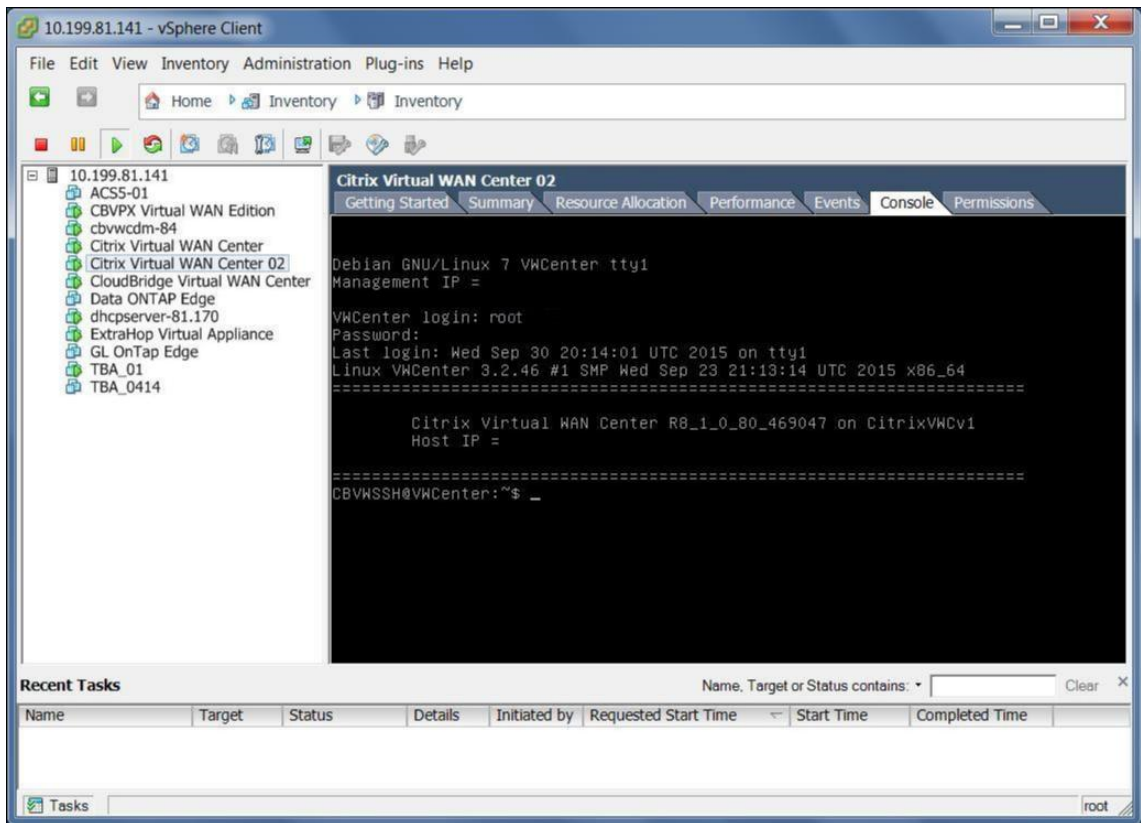 10.199.81.141 - vSphere Client
File Edit View Inventory Administration Plug-ins Help
Home Inventory Inventory
10.199.81.141
ACS5-01
CBVPX Virtual WAN Edition
cbvwcdm-84
Citrix Virtual WAN Center
Citrix Virtual WAN Center 02
CloudBridge Virtual WAN Center
Data ONTAP Edge
dhcpserver-81.170
ExtraHop Virtual Appliance
GL OnTap Edge
TBA_01
TBA_0414
Citrix Virtual WAN Center 02
Getting Started Summary Resource Allocation Performance Events Console Permissions
Debian GNU/Linux 7 VWCenter tty1
Management IP =
VWCenter login: root
Password:
Last login: Wed Sep 30 20:14:01 UTC 2015 on tty1
Linux VWCenter 3.2.46 #1 SMP Wed Sep 23 21:13:14 UTC 2015 x86_64
======================================================================
Citrix Virtual WAN Center R8_1_0_80_469047 on CitrixVWCv1
Host IP =
======================================================================
CBVWSSH@VWCenter:~$ _
Recent Tasks
Name, Target or Status contains: Clear
Name Target Status Details Initiated by Requested Start Time Start Time Completed Time
Tasks root